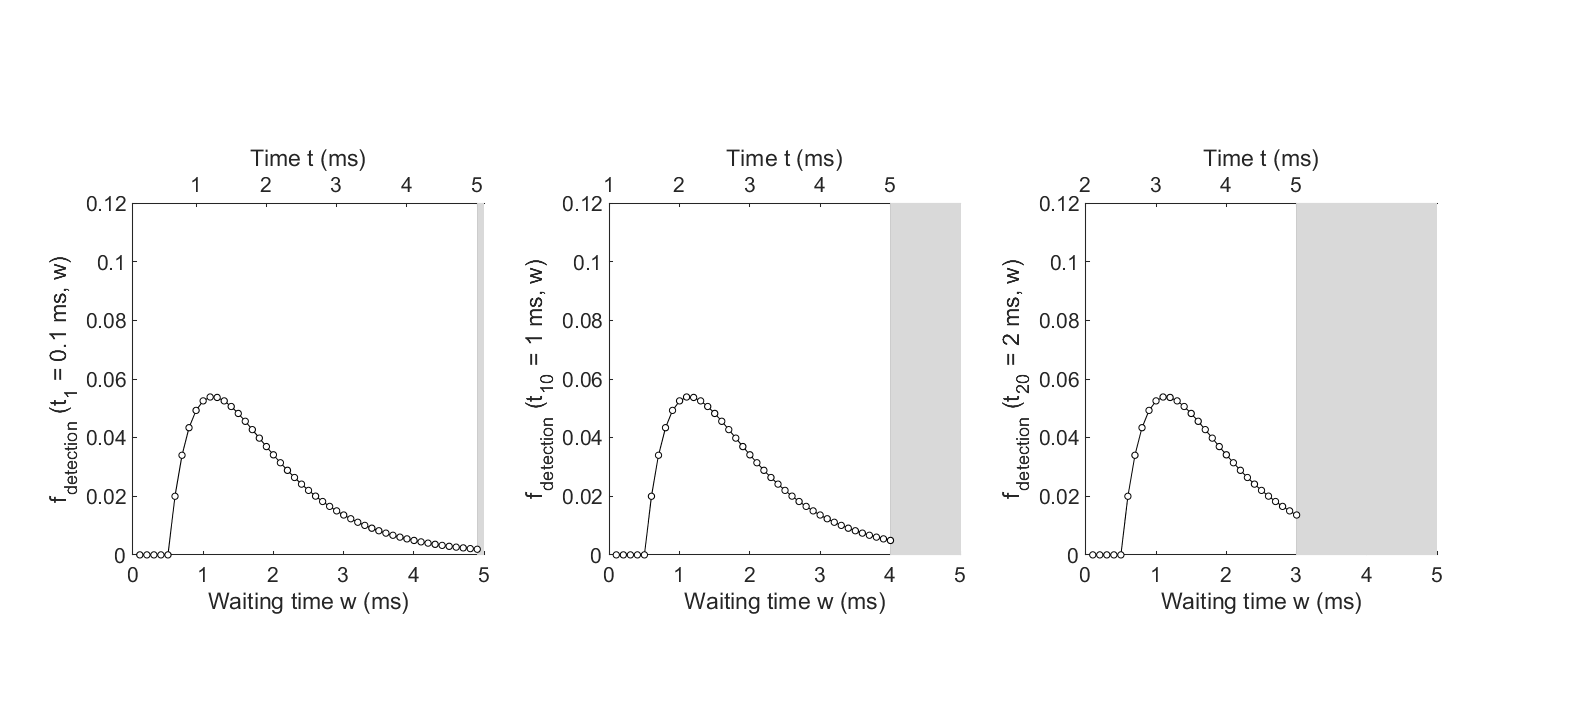 Time t (ms)
1 2 3 4 5
0.12
0.1
0.08
0.06
0.04
0.02
0
f_detection (t_1 = 0.1 ms, w)
0 1 2 3 4 5
Waiting time w (ms)
Time t (ms)
1 2 3 4 5
0.12
0.1
0.08
0.06
0.04
0.02
0
f_detection (t_10 = 1 ms, w)
0 1 2 3 4 5
Waiting time w (ms)
Time t (ms)
2 3 4 5
0.12
0.1
0.08
0.06
0.04
0.02
0
f_detection (t_20 = 2 ms, w)
0 1 2 3 4 5
Waiting time w (ms)